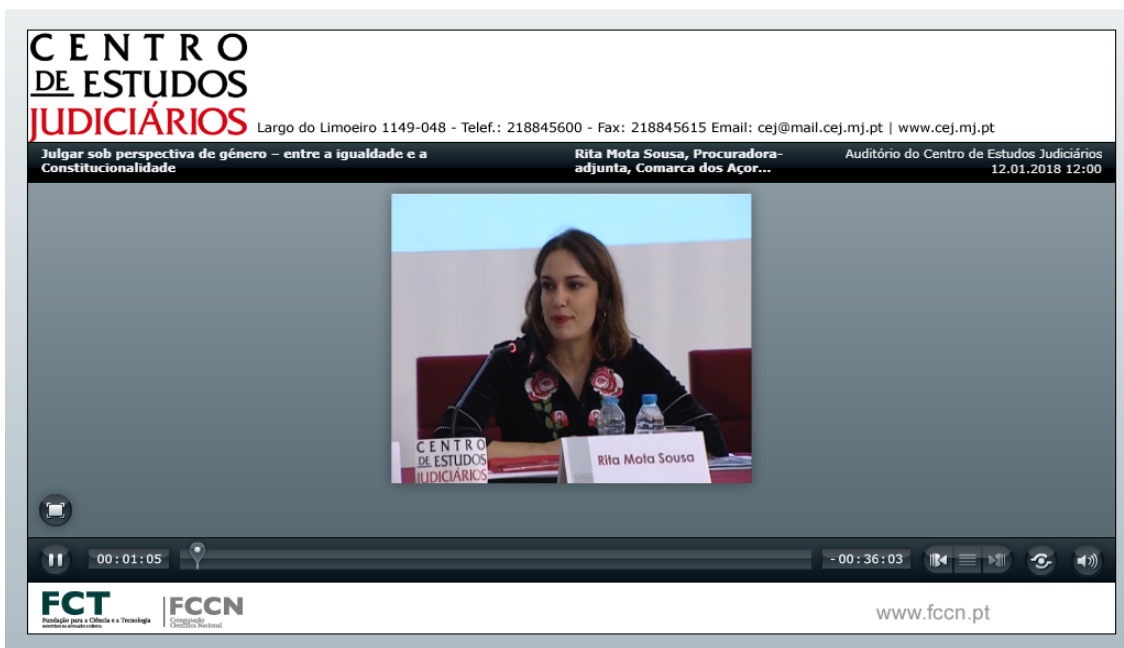 CENTRO
DE ESTUDOS
JUDICIÁRIOS
Largo do Limoeiro 1149-048 - Telef.: 218845600 - Fax: 218845615 Email: cej@mail.cej.mj.pt | www.cej.mj.pt
Julgar sob perspectiva de género – entre a igualdade e a
Constitucionalidade
Rita Mota Sousa, Procuradora-
adjunta, Comarca dos Açor...
Auditório do Centro de Estudos Judiciários
12.01.2018 12:00
CENTRO
DE ESTUDOS
JUDICIÁRIOS
Rita Mota Sousa
00:01:05
- 00:36:03
FCT
Fundação para a Ciência e a Tecnologia
FCCN
Computação
Científica Nacional
www.fccn.pt